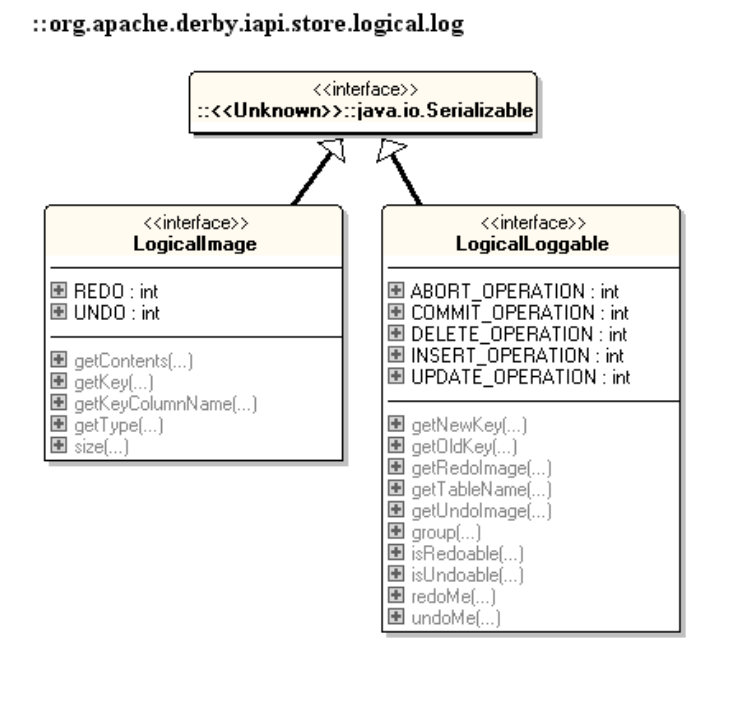 ::org.apache.derby.iapi.store.logical.log
<<interface>>
::<<Unknown>>::java.io.Serializable
<<interface>>
LogicalImage
REDO : int
UNDO : int
getContents(...)
getKey(...)
getKeyColumnName(...)
getType(...)
size(...)
<<interface>>
LogicalLoggable
ABORT_OPERATION : int
COMMIT_OPERATION : int
DELETE_OPERATION : int
INSERT_OPERATION : int
UPDATE_OPERATION : int
getNewKey(...)
getOldKey(...)
getRedoImage(...)
getTableName(...)
getUndoImage(...)
group(...)
isRedoable(...)
isUndoable(...)
redoMe(...)
undoMe(...)